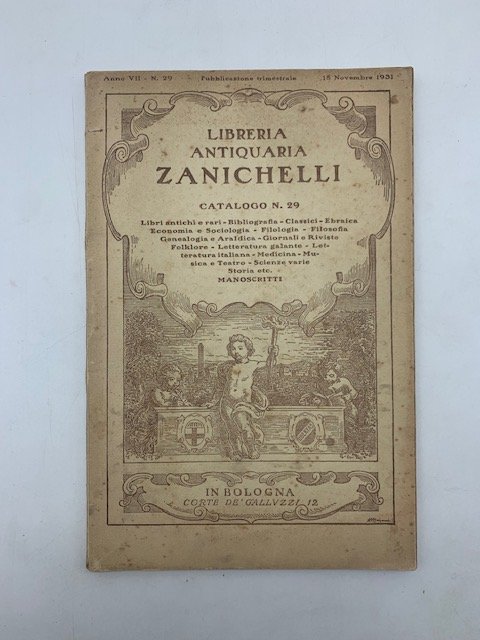 Anno VII - N. 29 Pubblicazione trimestrale 15 Novembre 1931
LIBRERIA
ANTIQUARIA
ZANICHELLI
CATALOGO N. 29
Libri antichi e rari - Bibliografia - Classici - Ebraica
Economia e Sociologia - Filologia - Filosofia
Genealogia e Araldica - Giornali e Riviste
Folklore - Letteratura galante - Let-
teratura italiana - Medicina - Mu-
sica e Teatro - Scienze varie
Storia etc.
MANOSCRITTI
IN BOLOGNA
CORTE DE' GALLVZZI_12